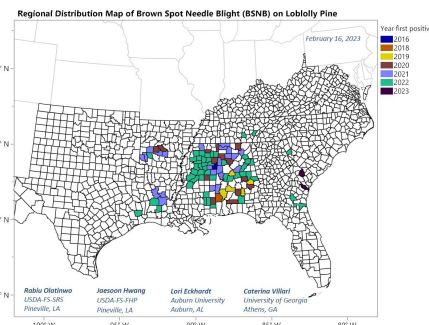 Regional Distribution Map of Brown Spot Needle Blight (BSNB) on Loblolly Pine
February 16, 2023
Year first positiv
2016
2018
2019
2020
2021
2022
2023
Rabiu Olatinwo
USDA-FS-SRS
Pineville, LA
Jaesoon Hwang
USDA-FS-FHP
Pineville, LA
Lori Eckhardt
Auburn University
Auburn, AL
Caterina Villari
University of Georgia
Athens, GA